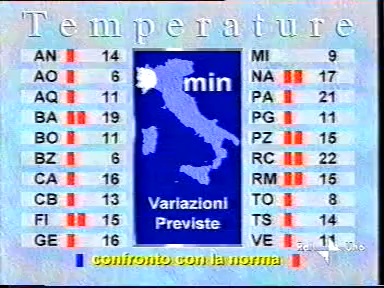 Temperature
AN 14
AO 6
AQ 11
BA 19
BO 11
BZ 6
CA 16
CB 13
FI 15
GE 16
min
Variazioni
Previste
MI 9
NA 17
PA 21
PG 11
PZ 15
RC 22
RM 15
TO 8
TS 14
VE 11
Rai Uno
confronto con la norma